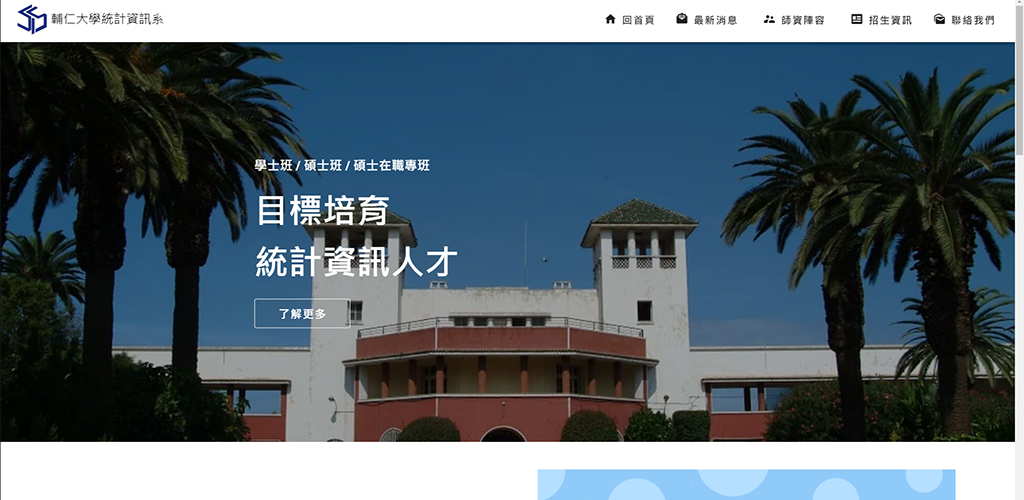 輔仁大學統計資訊系
回首頁
最新消息
師資陣容
招生資訊
聯絡我們
學士班 / 碩士班 / 碩士在職專班
目標培育
統計資訊人才
了解更多